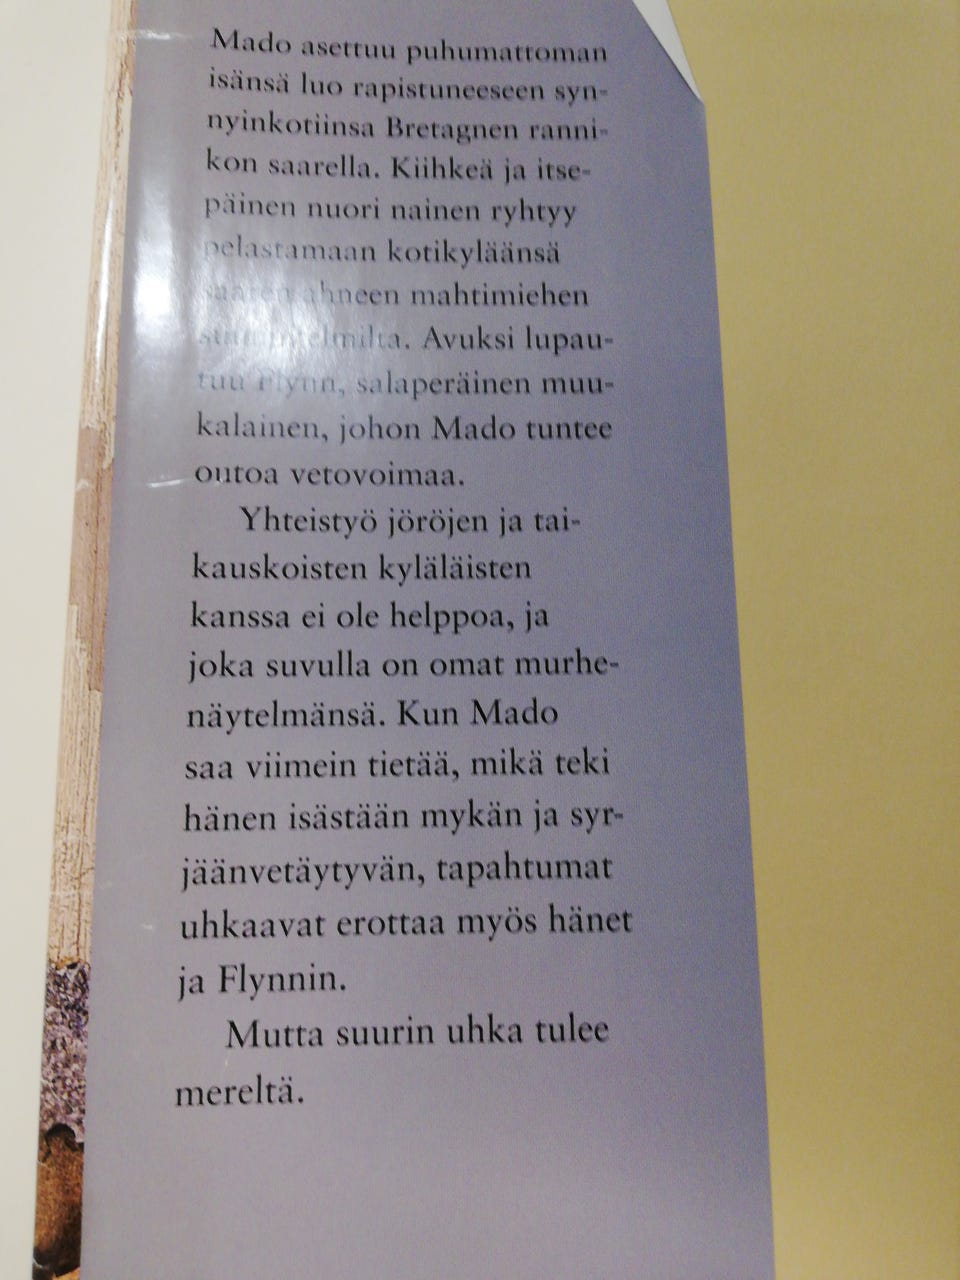 Mado asettuu puhumattoman
isänsä luo rapistuneeseen syn-
nyinkotiinsa Bretagnen ranni-
kon saarella. Kiihkeä ja itse-
päinen nuori nainen ryhtyy
pelastamaan kotikyläänsä
saaren ahneen mahtimiehen
suunnitelmilta. Avuksi lupau-
tuu Flynn, salaperäinen muu-
kalainen, johon Mado tuntee
outoa vetovoimaa.
Yhteistyö jöröjen ja tai-
kauskoisten kyläläisten
kanssa ei ole helppoa, ja
joka suvulla on omat murhe-
näytelmänsä. Kun Mado
saa viimein tietää, mikä teki
hänen isästään mykän ja syr-
jäänvetäytyvän, tapahtumat
uhkaavat erottaa myös hänet
ja Flynnin.
Mutta suurin uhka tulee
mereltä.